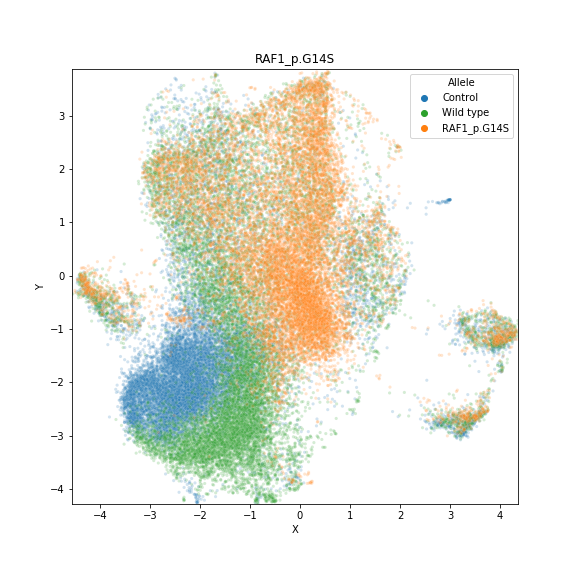 RAF1_p.G14S
Allele
Control
Wild type
RAF1_p.G14S
3
2
1
0
−1
−2
−3
−4
Y
−4 −3 −2 −1 0 1 2 3 4
X